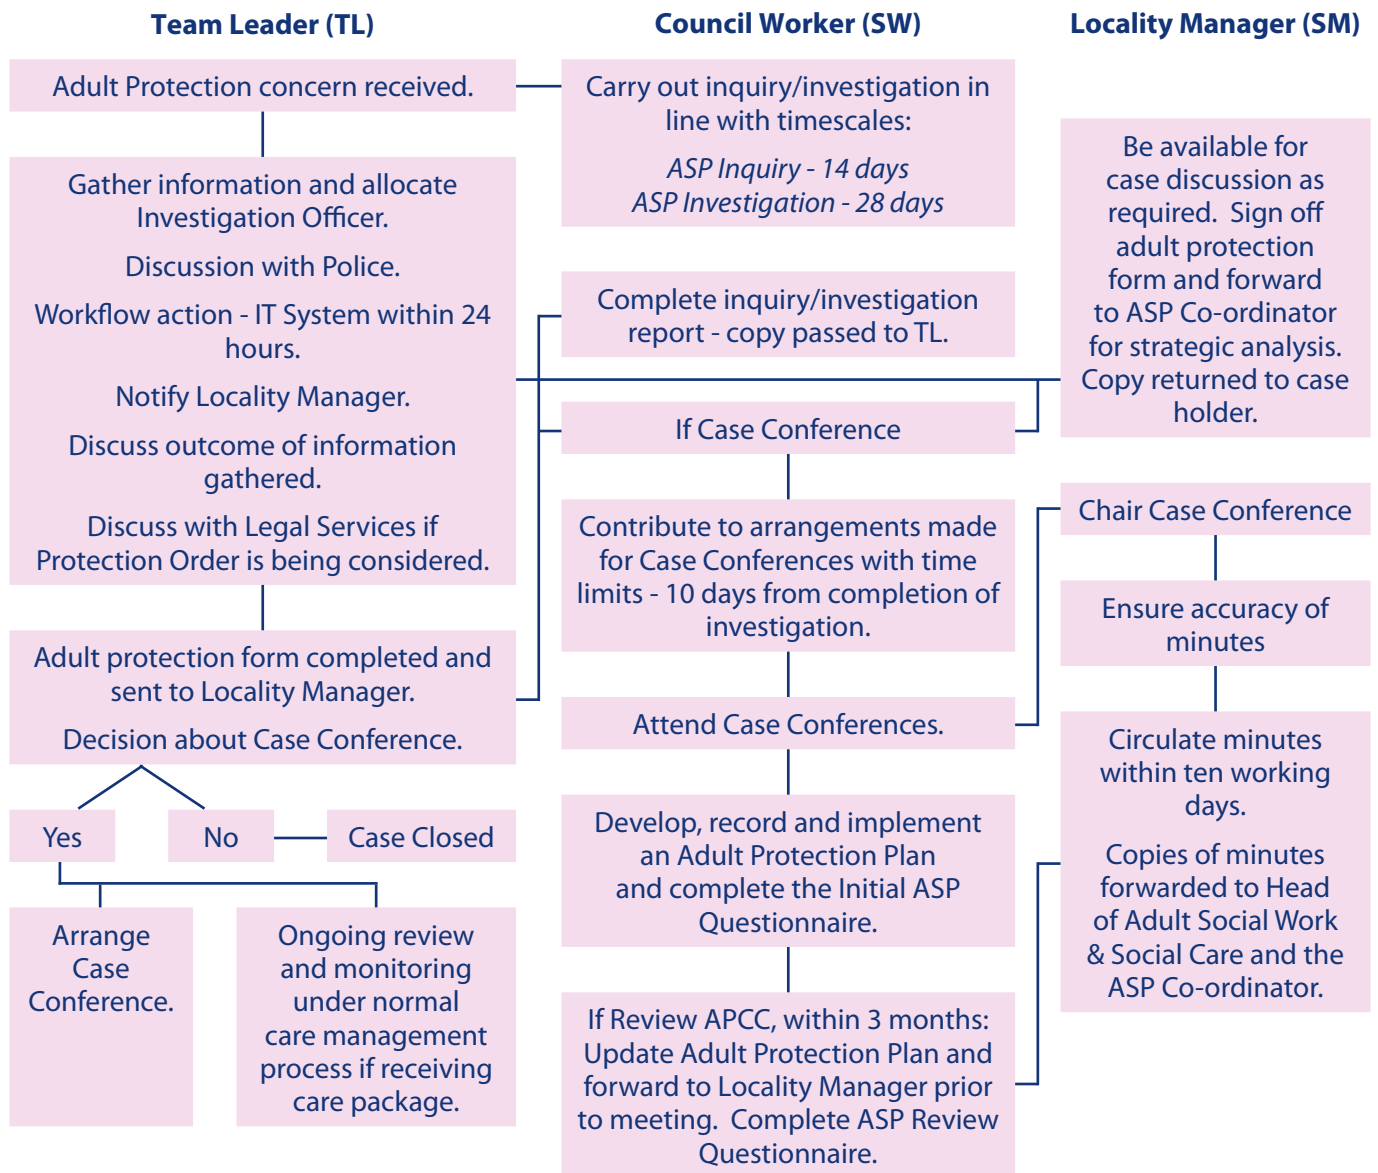 Team Leader (TL)
Adult Protection concern received.
Gather information and allocate
Investigation Officer.
Discussion with Police.
Workflow action - IT System within 24
hours.
Notify Locality Manager.
Discuss outcome of information
gathered.
Discuss with Legal Services if
Protection Order is being considered.
Adult protection form completed and
sent to Locality Manager.
Decision about Case Conference.
Yes
No
Case Closed
Arrange
Case
Conference.
Ongoing review
and monitoring
under normal
care management
process if receiving
care package.
Council Worker (SW)
Carry out inquiry/investigation in
line with timescales:
ASP Inquiry - 14 days
ASP Investigation - 28 days
Complete inquiry/investigation
report - copy passed to TL.
If Case Conference
Contribute to arrangements made
for Case Conferences with time
limits - 10 days from completion of
investigation.
Attend Case Conferences.
Develop, record and implement
an Adult Protection Plan
and complete the Initial ASP
Questionnaire.
If Review APCC, within 3 months:
Update Adult Protection Plan and
forward to Locality Manager prior
to meeting.  Complete ASP Review
Questionnaire.
Locality Manager (SM)
Be available for
case discussion as
required.  Sign off
adult protection
form and forward
to ASP Co-ordinator
for strategic analysis.
Copy returned to case
holder.
Chair Case Conference
Ensure accuracy of
minutes
Circulate minutes
within ten working
days.
Copies of minutes
forwarded to Head
of Adult Social Work
& Social Care and the
ASP Co-ordinator.